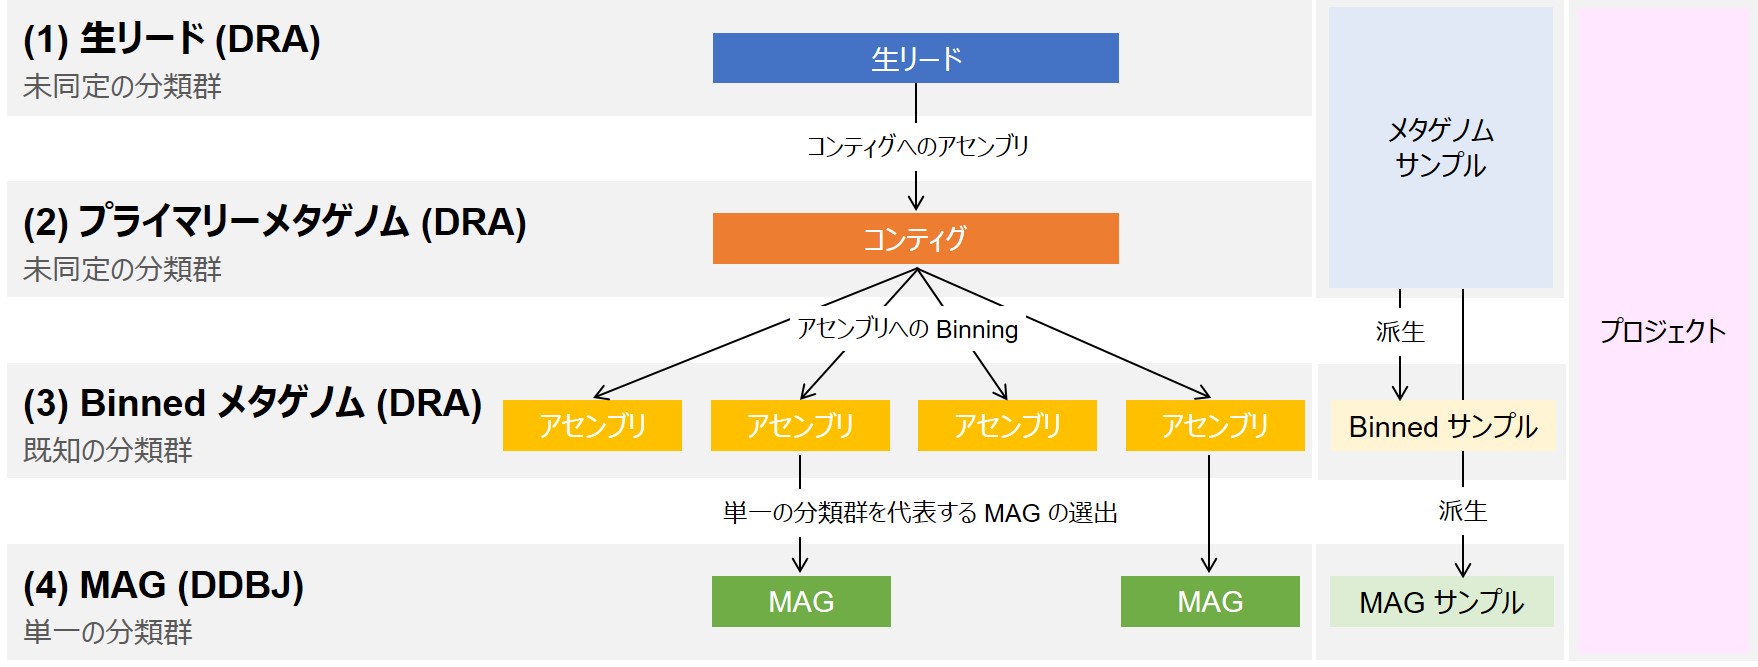 (1) 生リード (DRA)
未同定の分類群
生リード
コンティグへのアセンブリ
(2) プライマリーメタゲノム (DRA)
未同定の分類群
コンティグ
アセンブリへの Binning
(3) Binned メタゲノム (DRA)
既知の分類群
アセンブリ
アセンブリ
アセンブリ
アセンブリ
単一の分類群を代表する MAG の選出
(4) MAG (DDBJ)
単一の分類群
MAG
MAG
メタゲノム
サンプル
派生
Binned サンプル
派生
MAG サンプル
プロジェクト